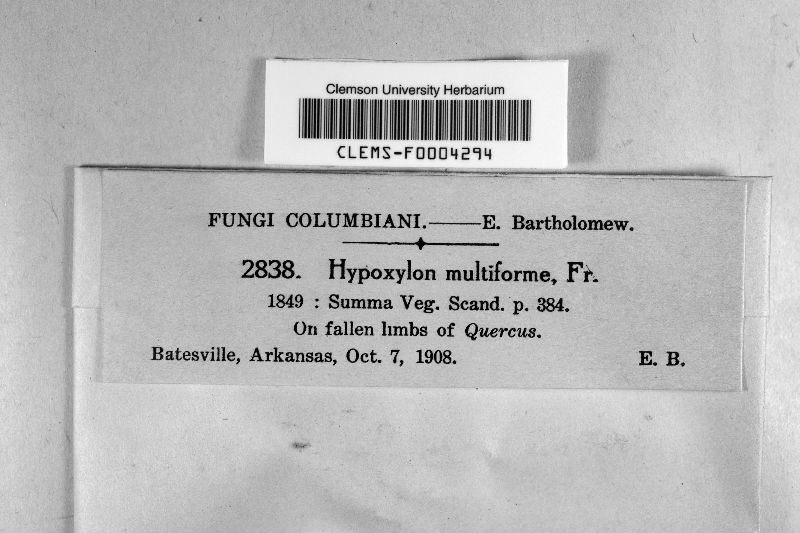 Clemson University Herbarium
CLEMS-F0004294
FUNGI COLUMBIANI.——E. Bartholomew.
2838. Hypoxylon multiforme, Fr.
1849 : Summa Veg. Scand. p. 384.
On fallen limbs of Quercus.
Batesville, Arkansas, Oct. 7, 1908. E. B.